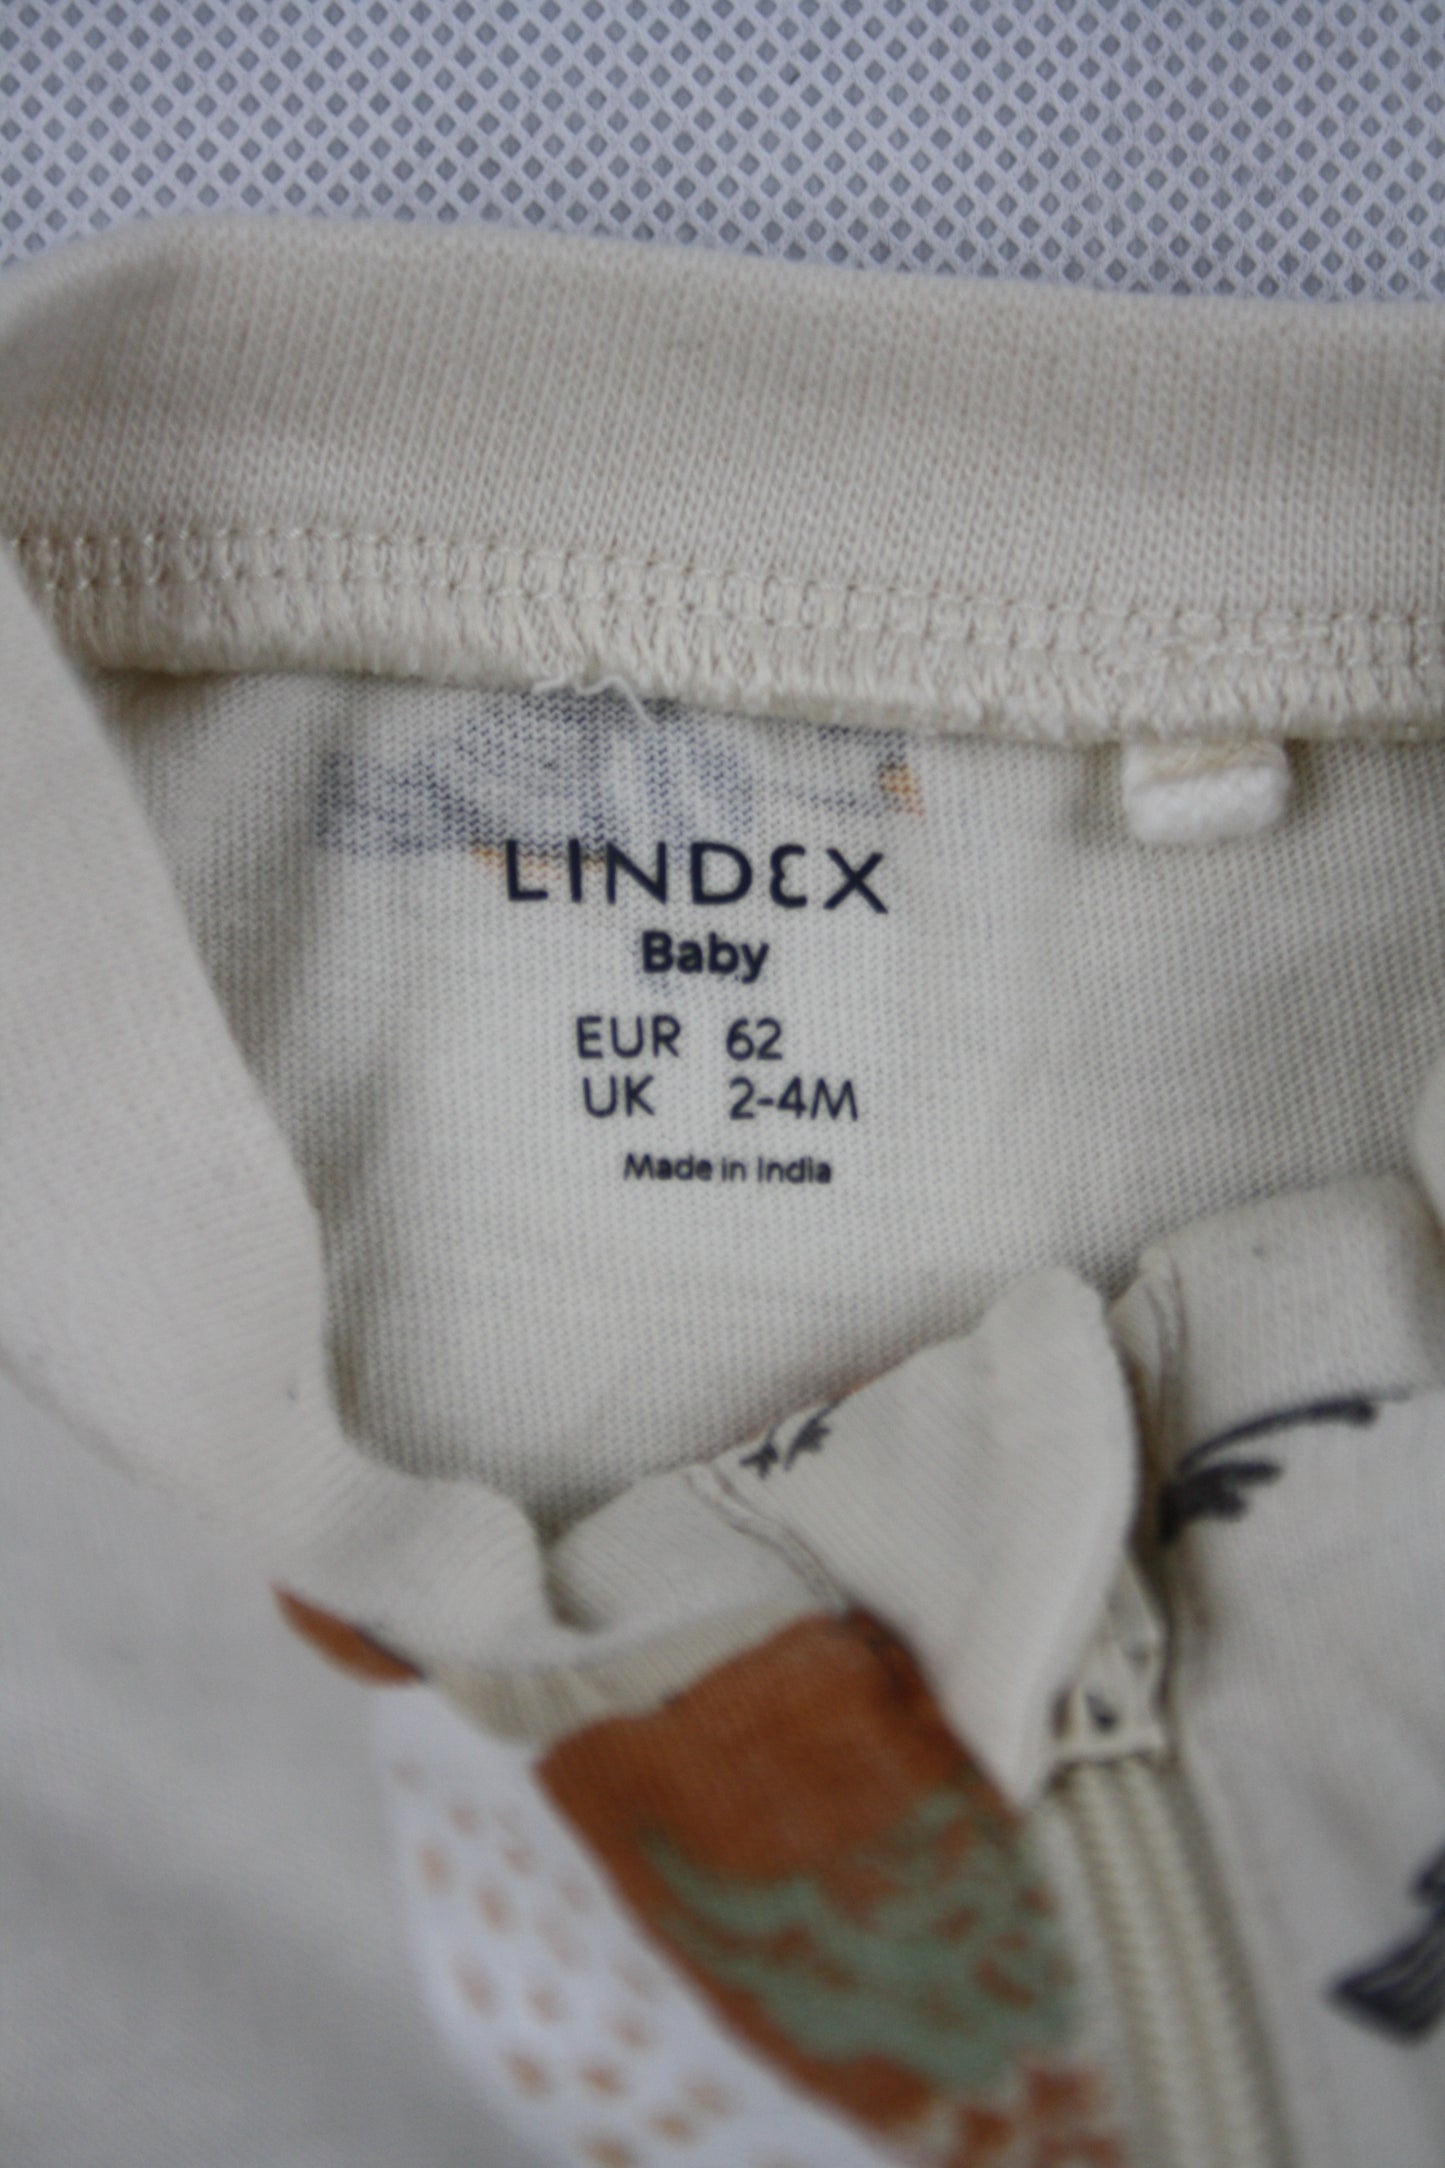 LINDEX
Baby
EUR 62
UK 2-4M
Made in India